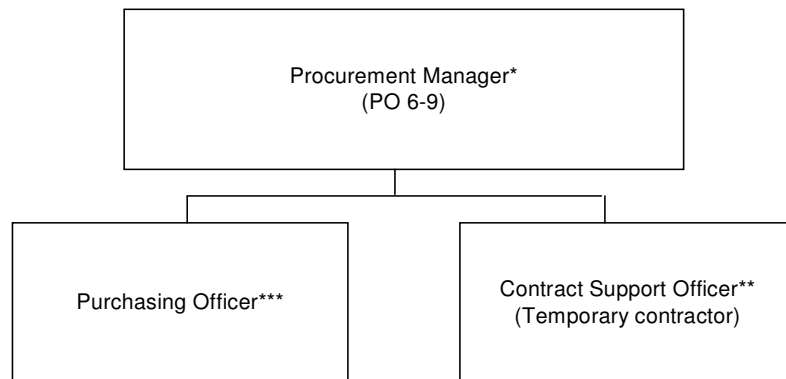 Procurement Manager*
(PO 6-9)
Purchasing Officer***
Contract Support Officer**
(Temporary contractor)